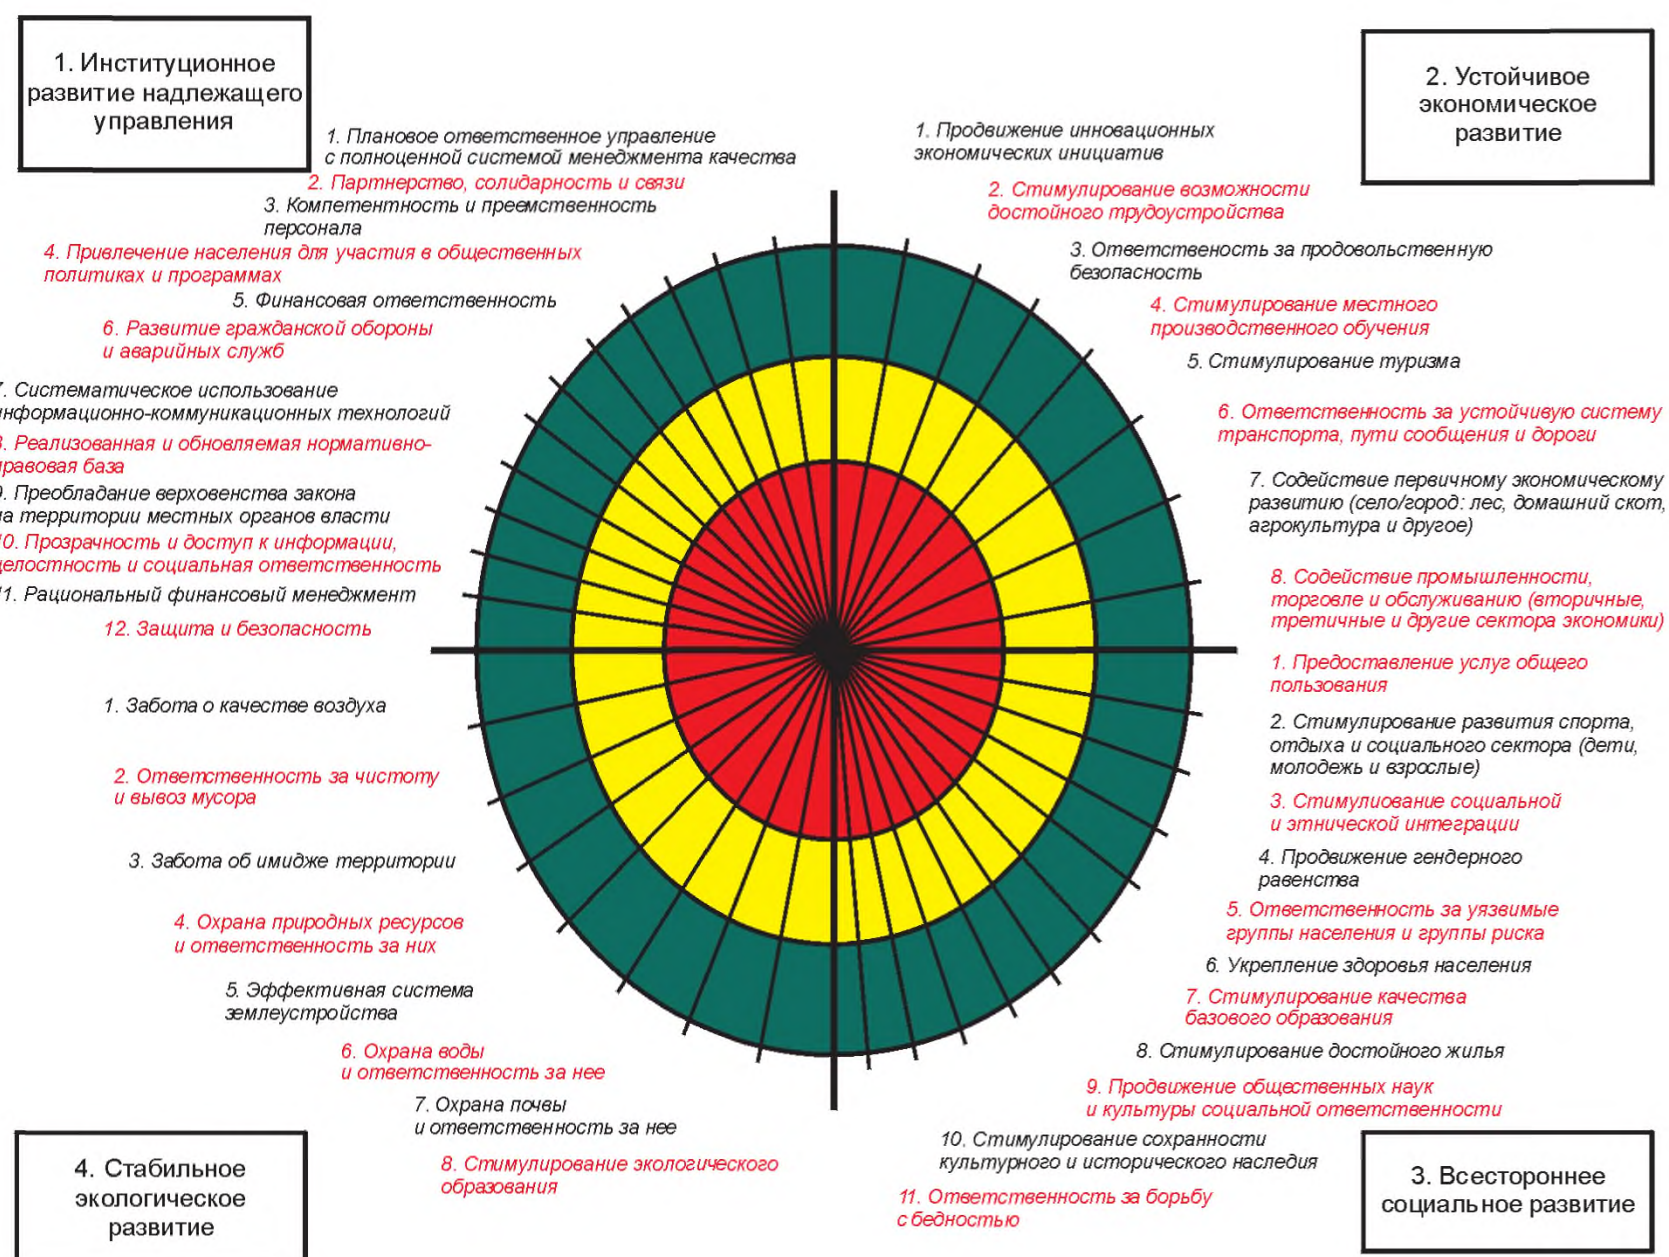 1. Институционное
развитие надлежащего
управления
1. Плановое ответственное управление
с полноценной системой менеджмента качества
2. Партнерство, солидарность и связи
3. Компетентность и преемственность
персонала
4. Привлечение населения для участия в общественных
политиках и программах
5. Финансовая ответственность
6. Развитие гражданской обороны
и аварийных служб
7. Систематическое использование
информационно-коммуникационных технологий
8. Реализованная и обновляемая нормативно-
правовая база
9. Преобладание верховенства закона
на территории местных органов власти
10. Прозрачность и доступ к информации,
целостность и социальная ответственность
11. Рациональный финансовый менеджмент
12. Защита и безопасность
2. Устойчивое
экономическое
развитие
1. Продвижение инновационных
экономических инициатив
2. Стимулирование возможности
достойного трудоустройства
3. Ответственость за продовольственную
безопасность
4. Стимулирование местного
производственного обучения
5. Стимулирование туризма
6. Ответственность за устойчивую систему
транспорта, пути сообщения и дороги
7. Содействие первичному экономическому
развитию (село/город: лес, домашний скот,
агрокультура и другое)
8. Содействие промышленности,
торговле и обслуживанию (вторичные,
третичные и другие сектора экономики)
1. Предоставление услуг общего
пользования
2. Стимулирование развития спорта,
отдыха и социального сектора (дети,
молодежь и взрослые)
3. Стимулиование социальной
и этнической интеграции
4. Продвижение гендерного
равенства
5. Ответственность за уязвимые
группы населения и группы риска
6. Укрепление здоровья населения
7. Стимулирование качества
базового образования
8. Стимулирование достойного жилья
9. Продвижение общественных наук
и культуры социальной ответственности
10. Стимулирование сохранности
культурного и исторического наследия
11. Ответственность за борьбу
с бедностью
3. Всестороннее
социальное развитие
1. Забота о качестве воздуха
2. Ответственность за чистоту
и вывоз мусора
3. Забота об имидже территории
4. Охрана природных ресурсов
и ответственность за них
5. Эффективная система
землеустройства
6. Охрана воды
и ответственность за нее
7. Охрана почвы
и ответственность за нее
8. Стимулирование экологического
образования
4. Стабильное
экологическое
развитие